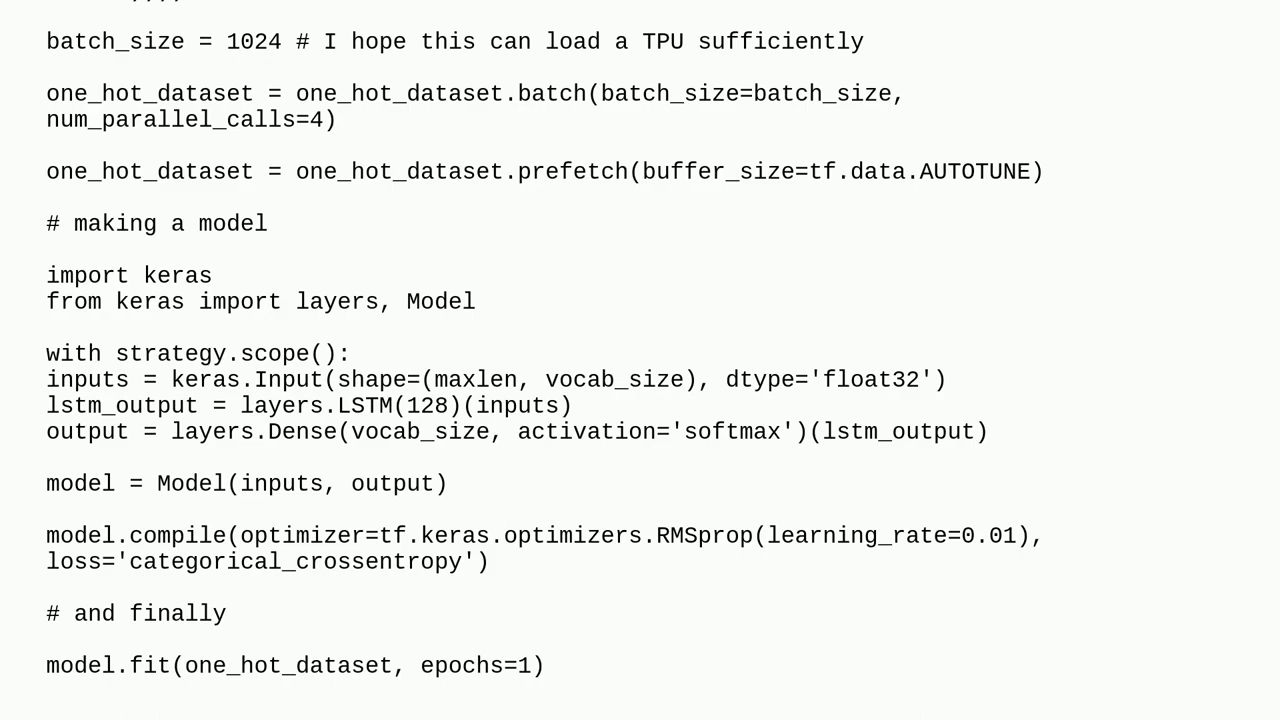 batch_size = 1024 # I hope this can load a TPU sufficiently
one_hot_dataset = one_hot_dataset.batch(batch_size=batch_size,
num_parallel_calls=4)
one_hot_dataset = one_hot_dataset.prefetch(buffer_size=tf.data.AUTOTUNE)
# making a model
import keras
from keras import layers, Model
with strategy.scope():
inputs = keras.Input(shape=(maxlen, vocab_size), dtype='float32')
lstm_output = layers.LSTM(128)(inputs)
output = layers.Dense(vocab_size, activation='softmax')(lstm_output)
model = Model(inputs, output)
model.compile(optimizer=tf.keras.optimizers.RMSprop(learning_rate=0.01),
loss='categorical_crossentropy')
# and finally
model.fit(one_hot_dataset, epochs=1)